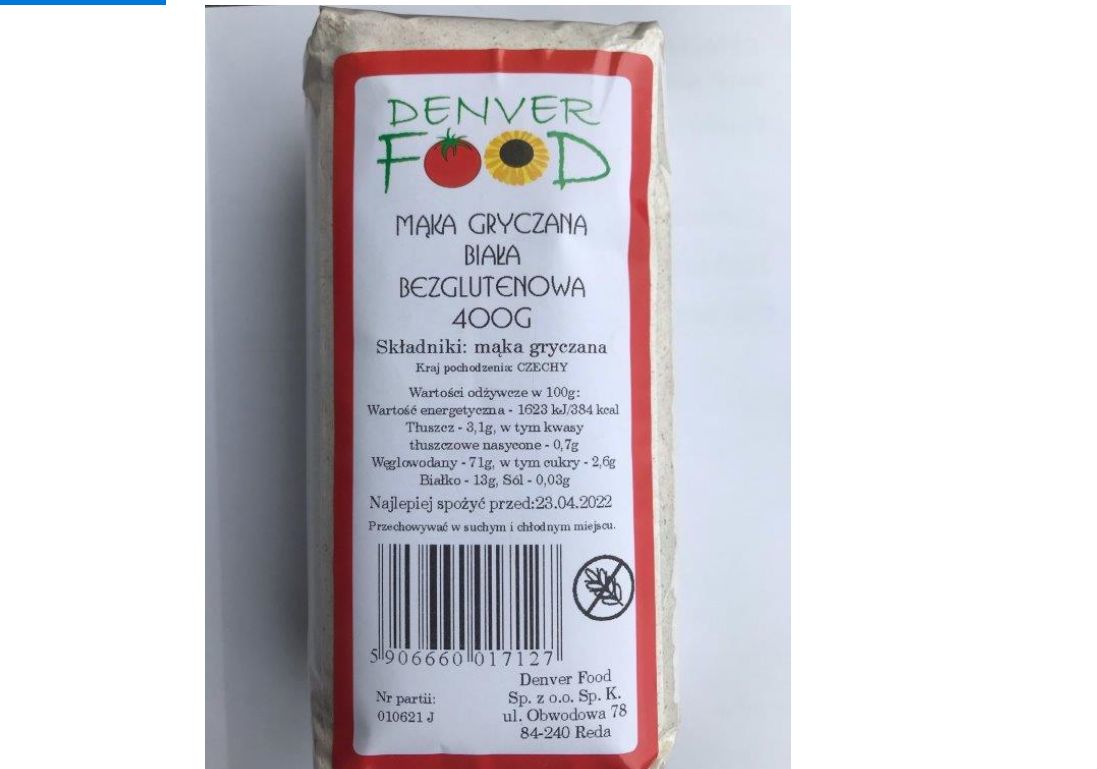 DENVER
FOOD
MĄKA GRYCZANA
BIAŁA
BEZGLUTENOWA
400G
Składniki: mąka gryczana
Kraj pochodzenia: CZECHY
Wartości odżywcze w 100g:
Wartość energetyczna - 1623 kJ/384 kcal
Tłuszcz - 3,1g, w tym kwasy
tłuszczowe nasycone - 0,7g
Węglowodany - 71g, w tym cukry - 2,6g
Białko - 13g, Sól - 0,03g
Najlepiej spożyć przed:23.04.2022
Przechowywać w suchym i chłodnym miejscu.
5 906660 017127
Nr partii:
010621 J
Denver Food
Sp. z o.o. Sp. K.
ul. Obwodowa 78
84-240 Reda